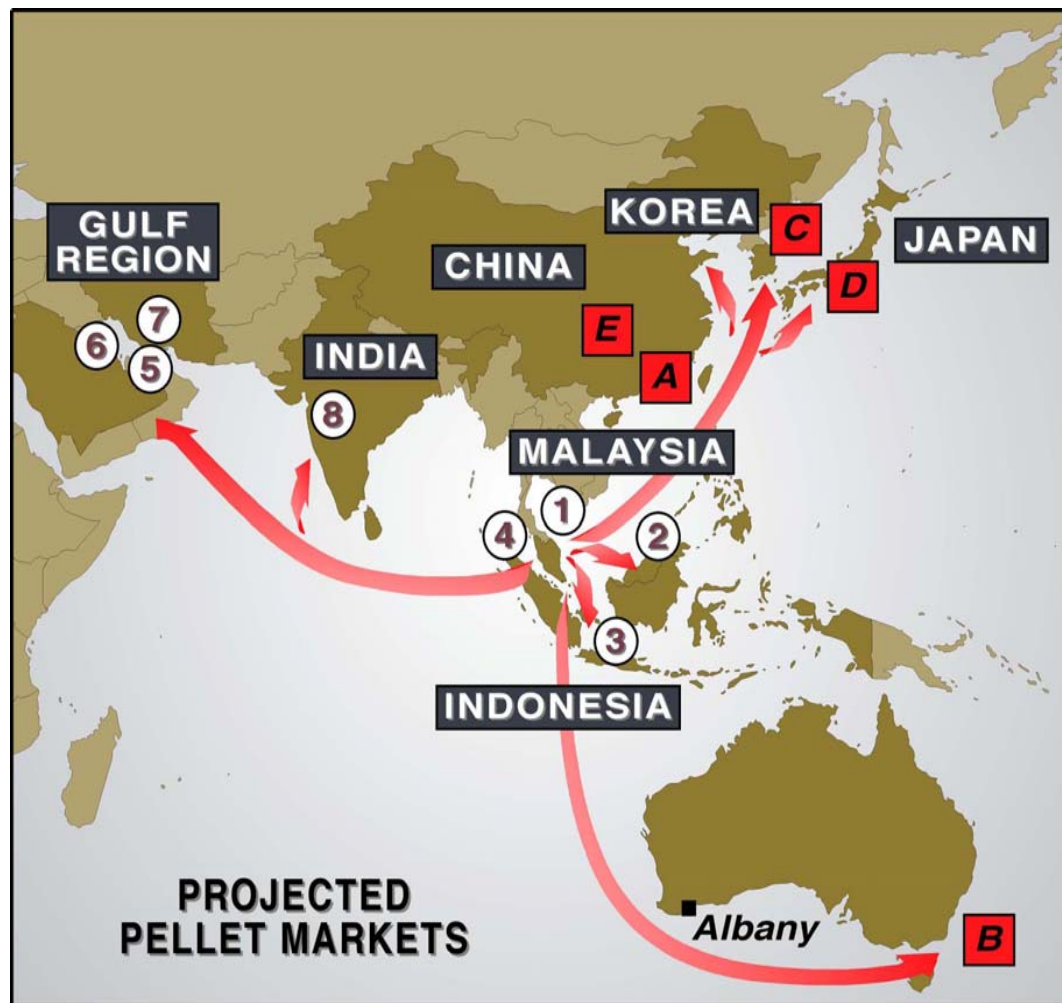 KOREA
C
GULF
REGION
JAPAN
CHINA
D
7
6
E
5
INDIA
A
8
MALAYSIA
1
4
2
3
INDONESIA
PROJECTED
PELLET MARKETS
Albany
B